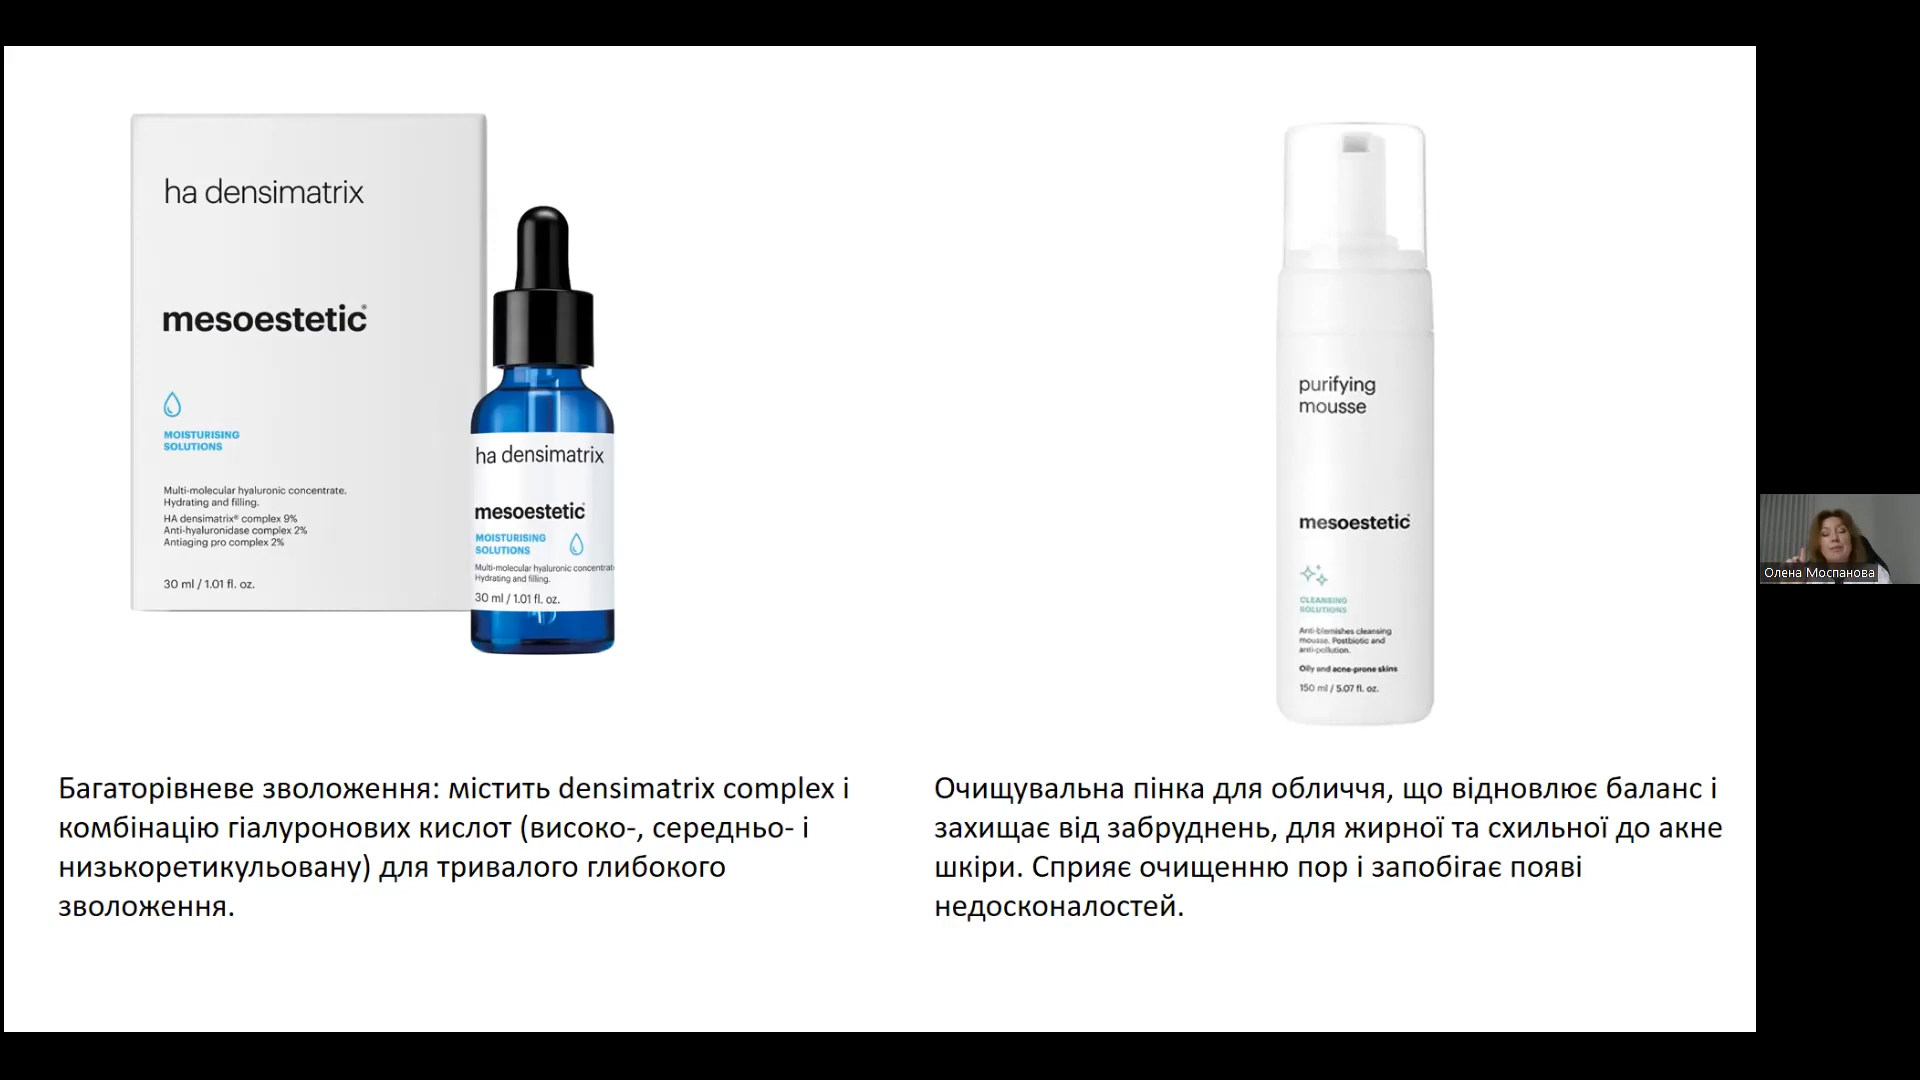 ha densimatrix
mesoestetic®
MOISTURISING
SOLUTIONS
Multi-molecular hyaluronic concentrate.
Hydrating and filling.
HA densimatrix® complex 9%
Anti-hyaluronidase complex 2%
Antiaging pro complex 2%
30 ml / 1.01 fl. oz.
ha densimatrix
mesoestetic
MOISTURISING
SOLUTIONS
Multi-molecular hyaluronic concentrat
Hydrating and filling.
30 ml / 1.01 fl. oz.
purifying
mousse
mesoestetic
CLEANSING
SOLUTIONS
Anti-blemishes cleansing
mousse. Postbiotic and
anti-pollution.
Oily and acne-prone skins
150 ml / 5.07 fl. oz.
Багаторівневе зволоження: містить densimatrix complex і
комбінацію гіалуронових кислот (високо-, середньо- і
низькоретикульовану) для тривалого глибокого
зволоження.
Очищувальна пінка для обличчя, що відновлює баланс і
захищає від забруднень, для жирної та схильної до акне
шкіри. Сприяє очищенню пор і запобігає появі
недосконалостей.
Олена Моспанова